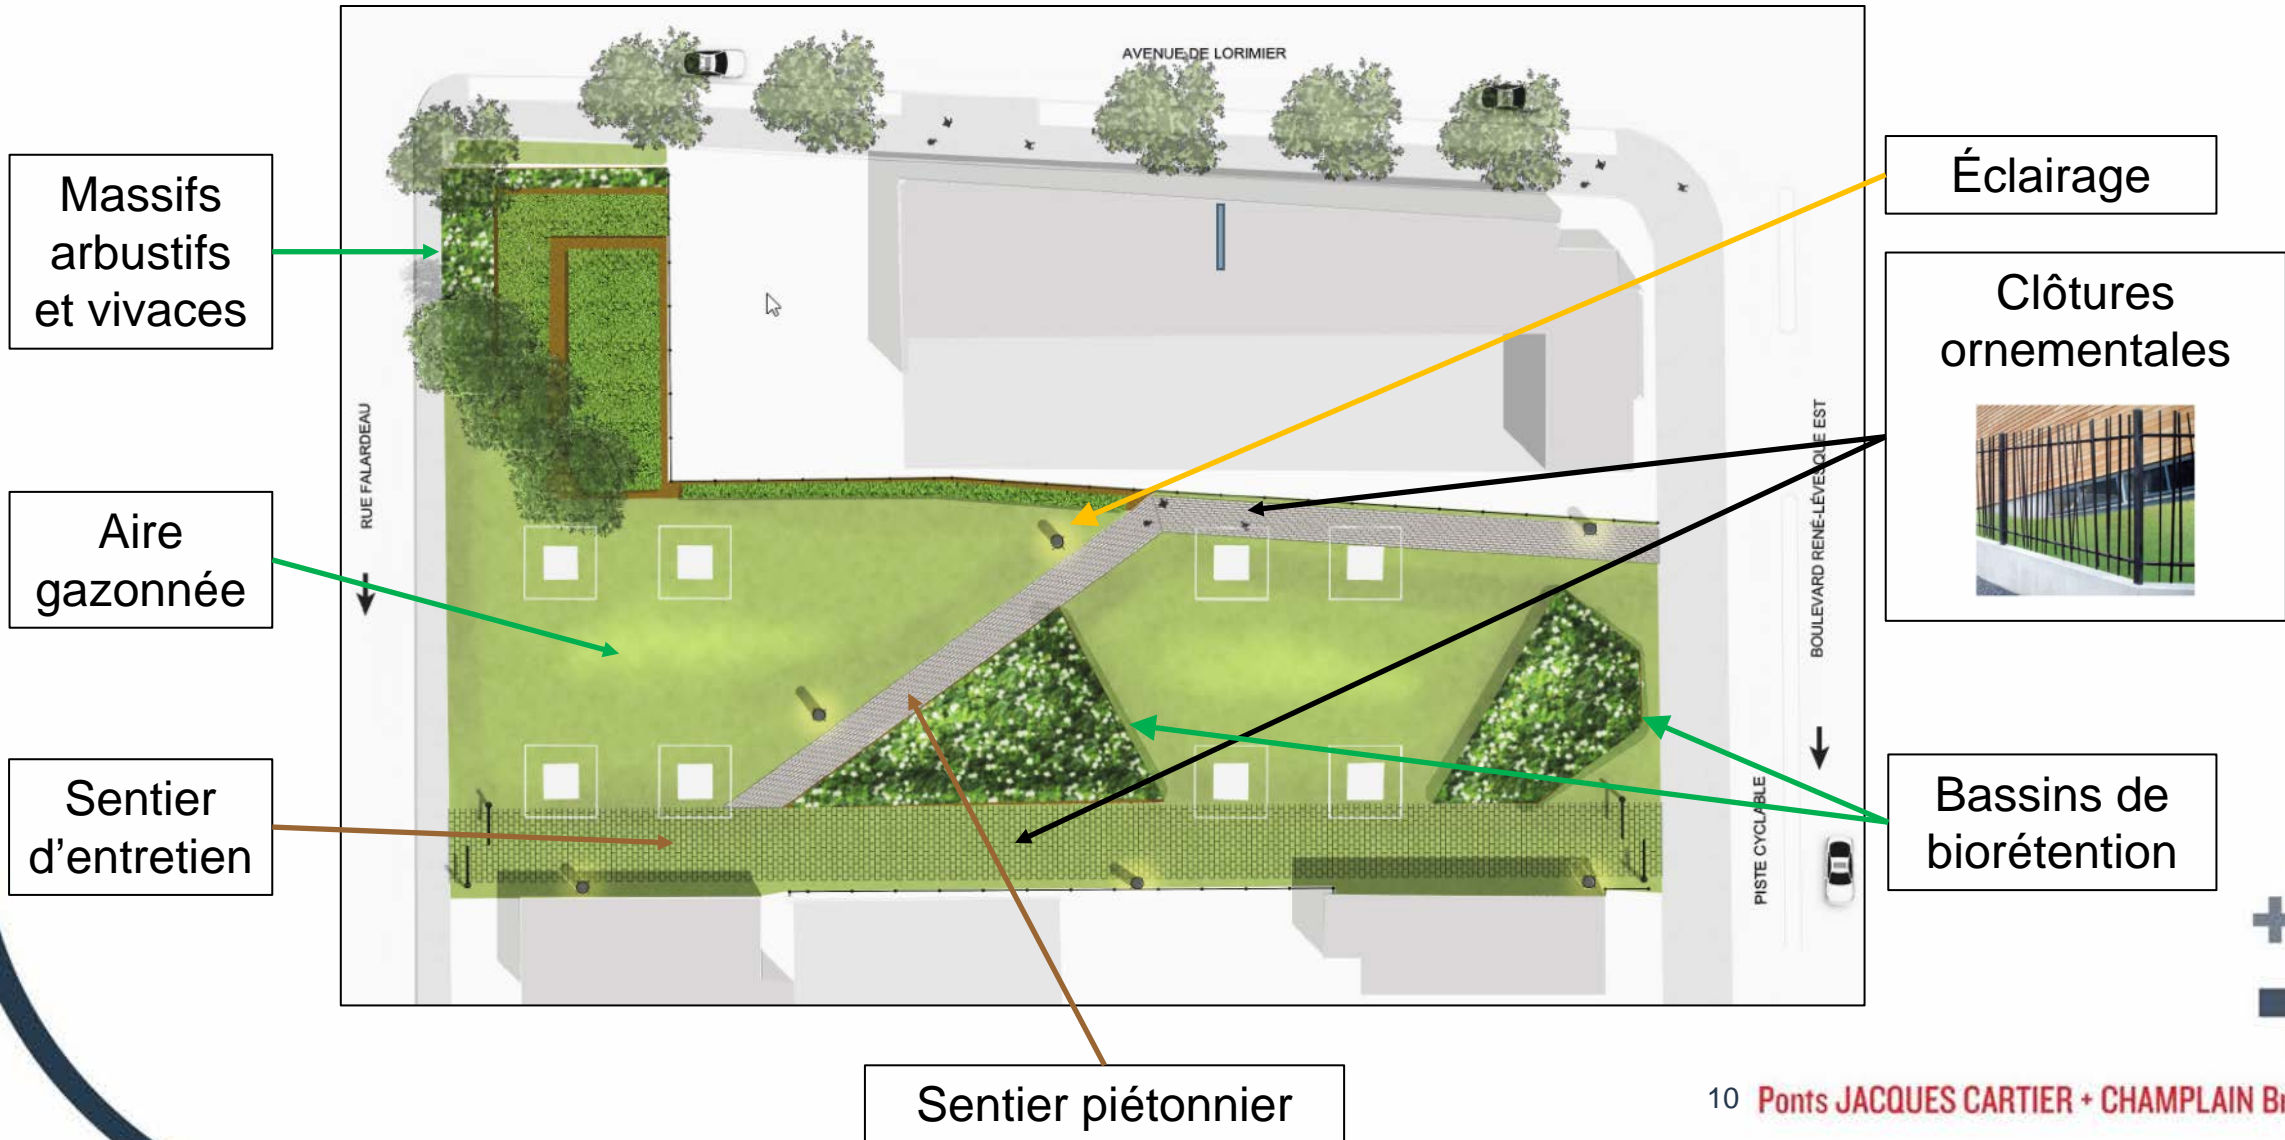 AVENUE DE LORIMIER
Massifs
arbustifs
et vivaces
Éclairage
Clôtures
ornementales
RUE FALARDEAU
BOULEVARD RENÉ-LÉVESQUE EST
Aire
gazonnée
Sentier
d'entretien
PISTE CYCLABLE
Bassins de
biorétention
Sentier piétonnier
10 Ponts JACQUES CARTIER + CHAMPLAIN